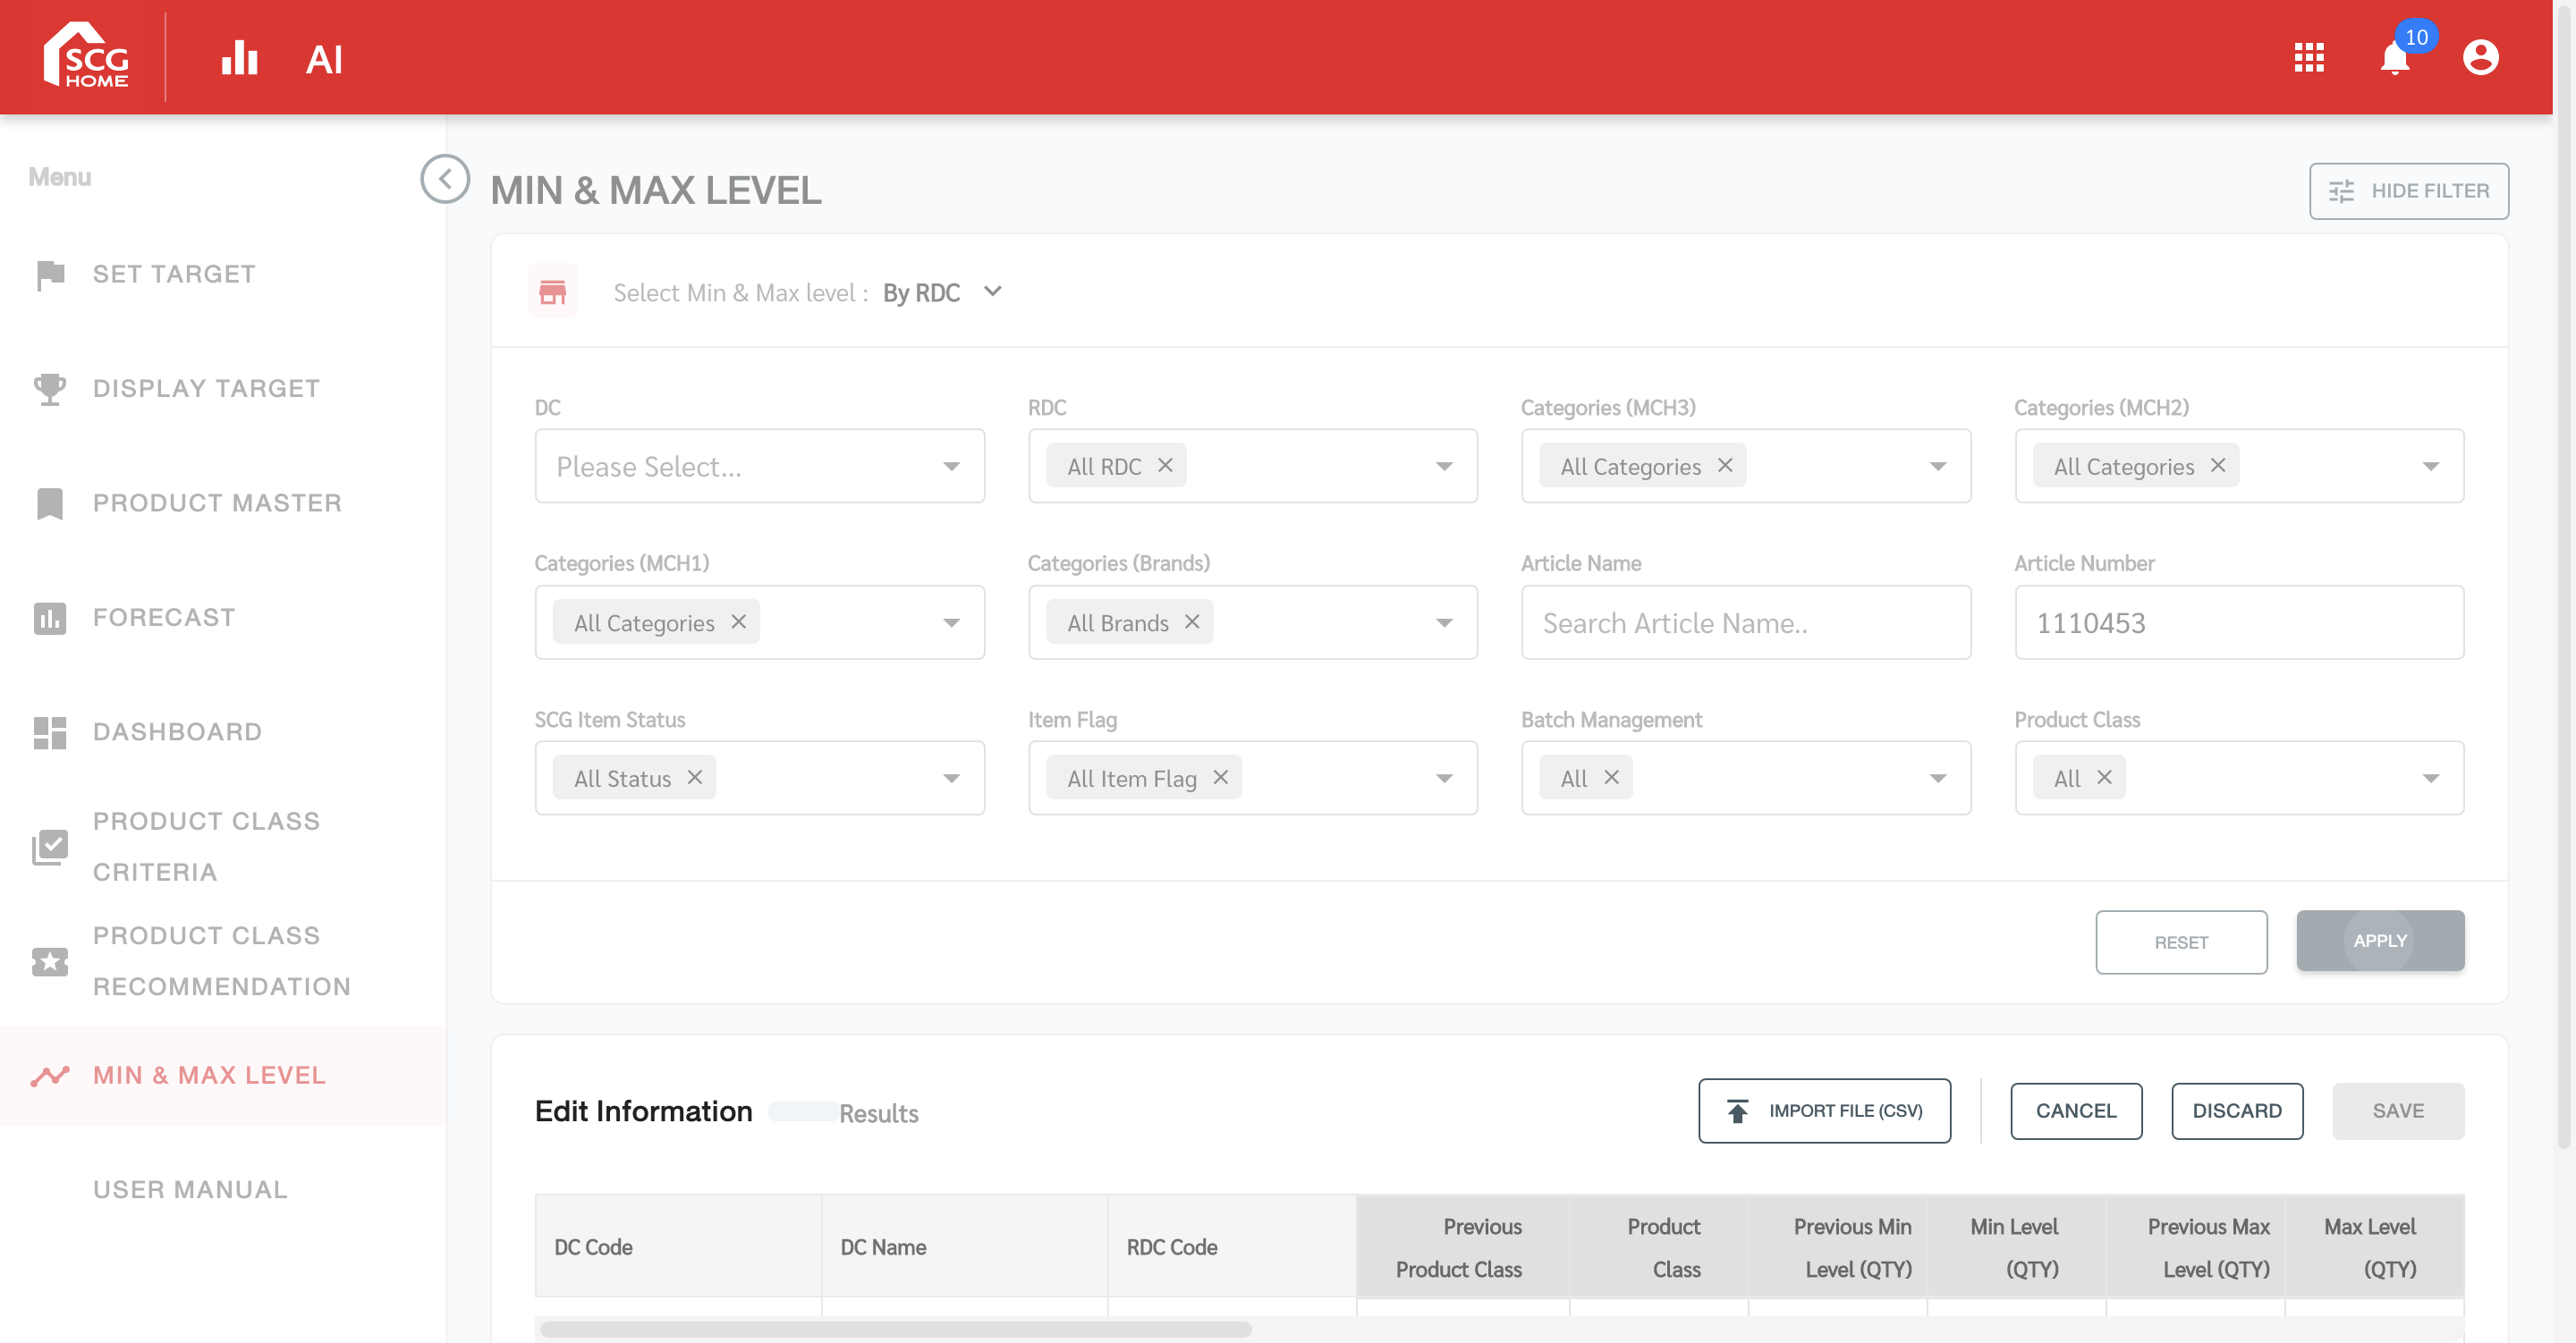 SCG
HOME
AI
10
Menu
SET TARGET
DISPLAY TARGET
PRODUCT MASTER
FORECAST
DASHBOARD
PRODUCT CLASS
CRITERIA
PRODUCT CLASS
RECOMMENDATION
MIN & MAX LEVEL
USER MANUAL
MIN & MAX LEVEL
HIDE FILTER
Select Min & Max level : By RDC
DC
RDC
Categories (MCH3)
Categories (MCH2)
Please Select...
All RDC
All Categories
All Categories
Categories (MCH1)
Categories (Brands)
Article Name
Article Number
All Categories
All Brands
Search Article Name..
1110453
SCG Item Status
Item Flag
Batch Management
Product Class
All Status
All Item Flag
All
All
RESET
APPLY
Edit Information
Results
IMPORT FILE (CSV)
CANCEL
DISCARD
SAVE
DC Code
DC Name
RDC Code
Previous
Product Class
Product
Class
Previous Min
Level (QTY)
Min Level
(QTY)
Previous Max
Level (QTY)
Max Level
(QTY)